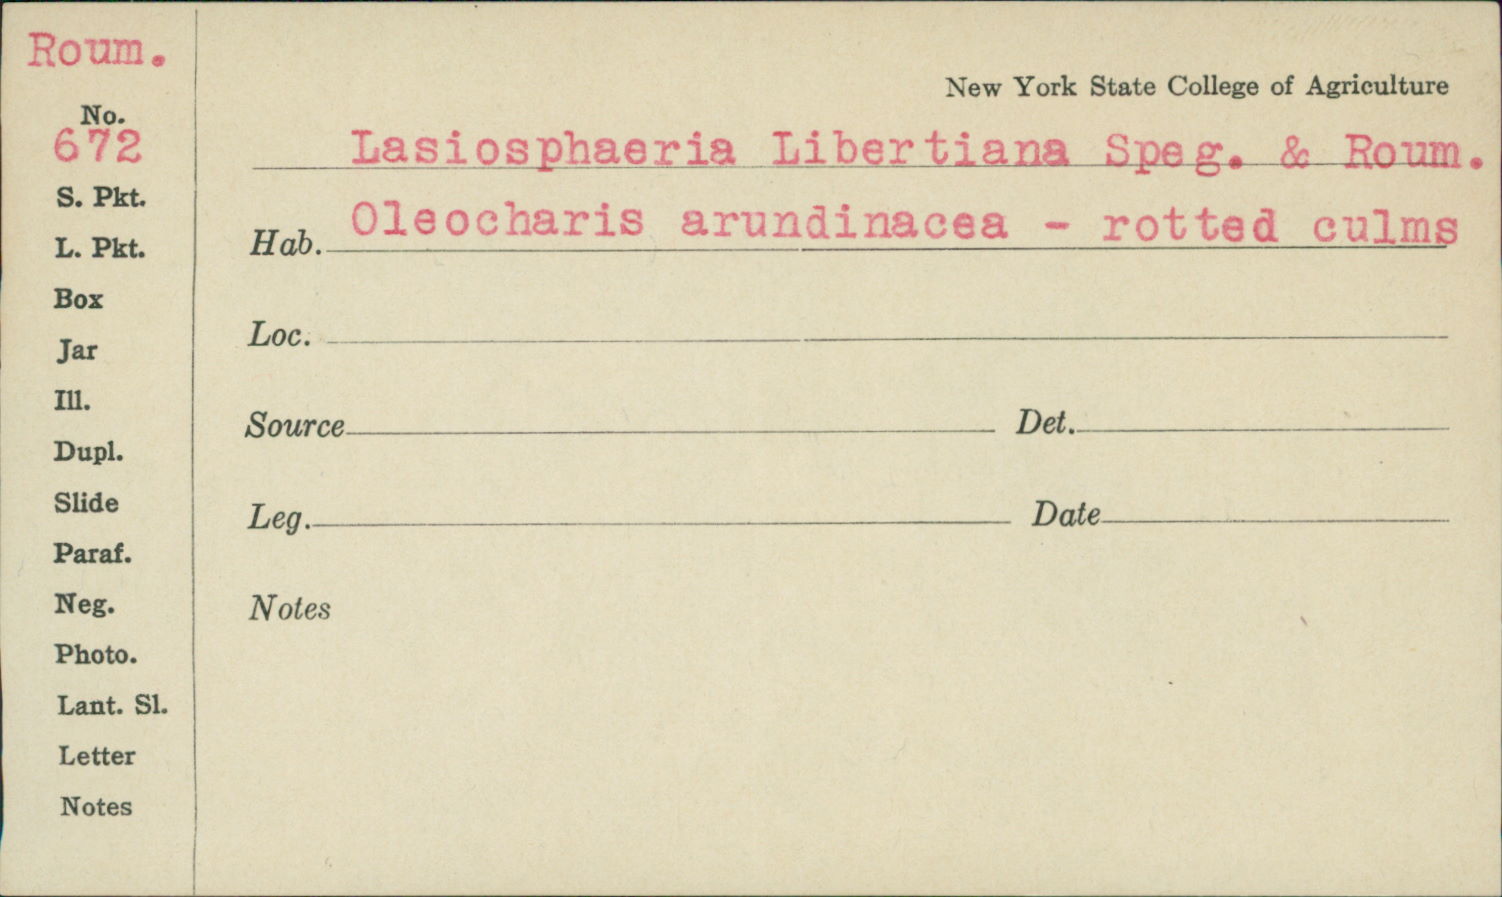 Roum.
No.
672
S. Pkt.
L. Pkt.
Box
Jar
Ill.
Dupl.
Slide
Paraf.
Neg.
Photo.
Lant. Sl.
Letter
Notes
New York State College of Agriculture
Lasiosphaeria Libertiana Speg. & Roum.
Hab. Oleocharis arundinacea - rotted culms
Loc.
Source Det.
Leg. Date
Notes